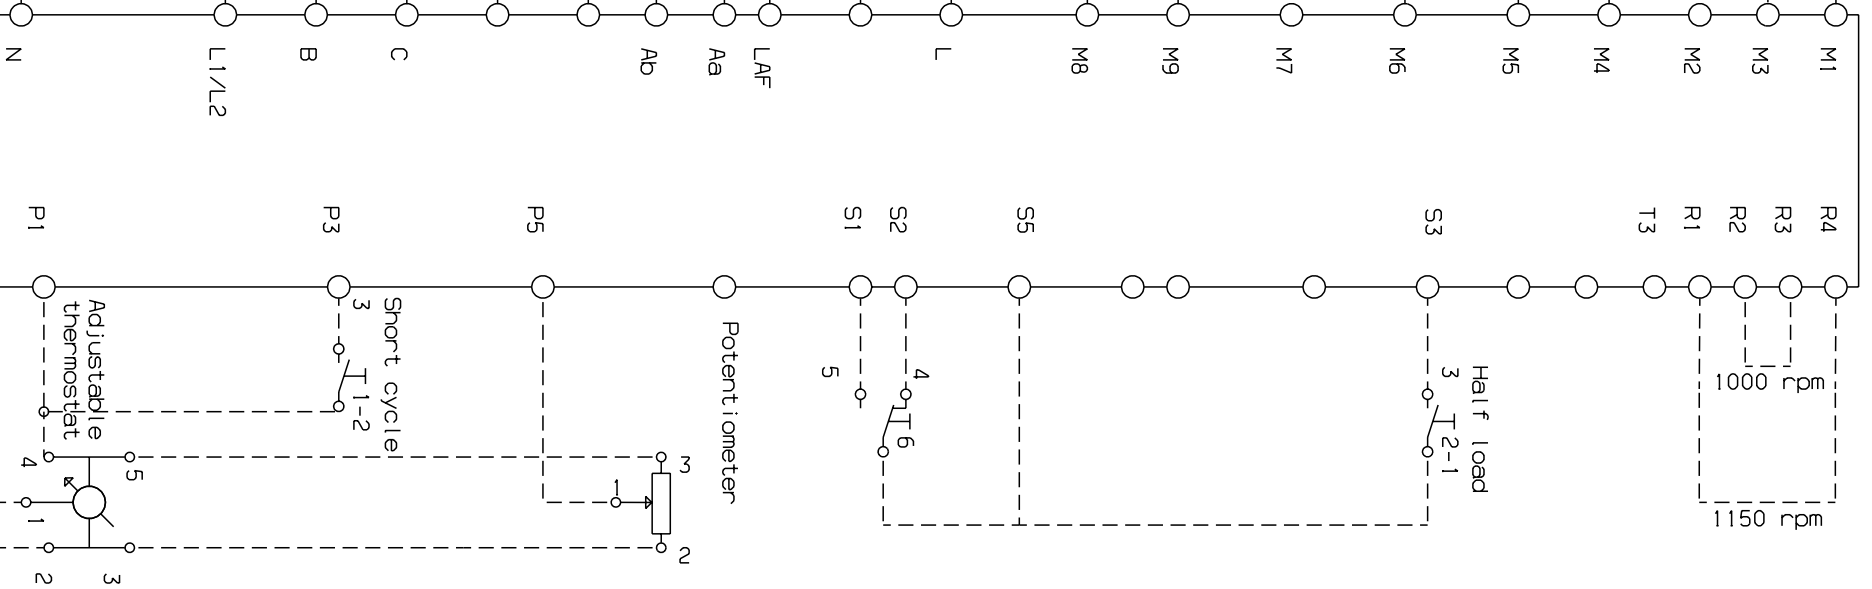 N
L1/L2
B
C
Ab
Aa
LAF
L
M8
M9
M7
M6
M5
M4
M2
M3
M1
P1
P3
P5
S1
S2
S5
S3
T3
R1
R2
R3
R4
Adjustable
thermostat
3
Short cycle
1-2
Potentiometer
5
4
6
3
Half load
2-1
1000 rpm
1150 rpm
4
5
1
2
3
3
1
2